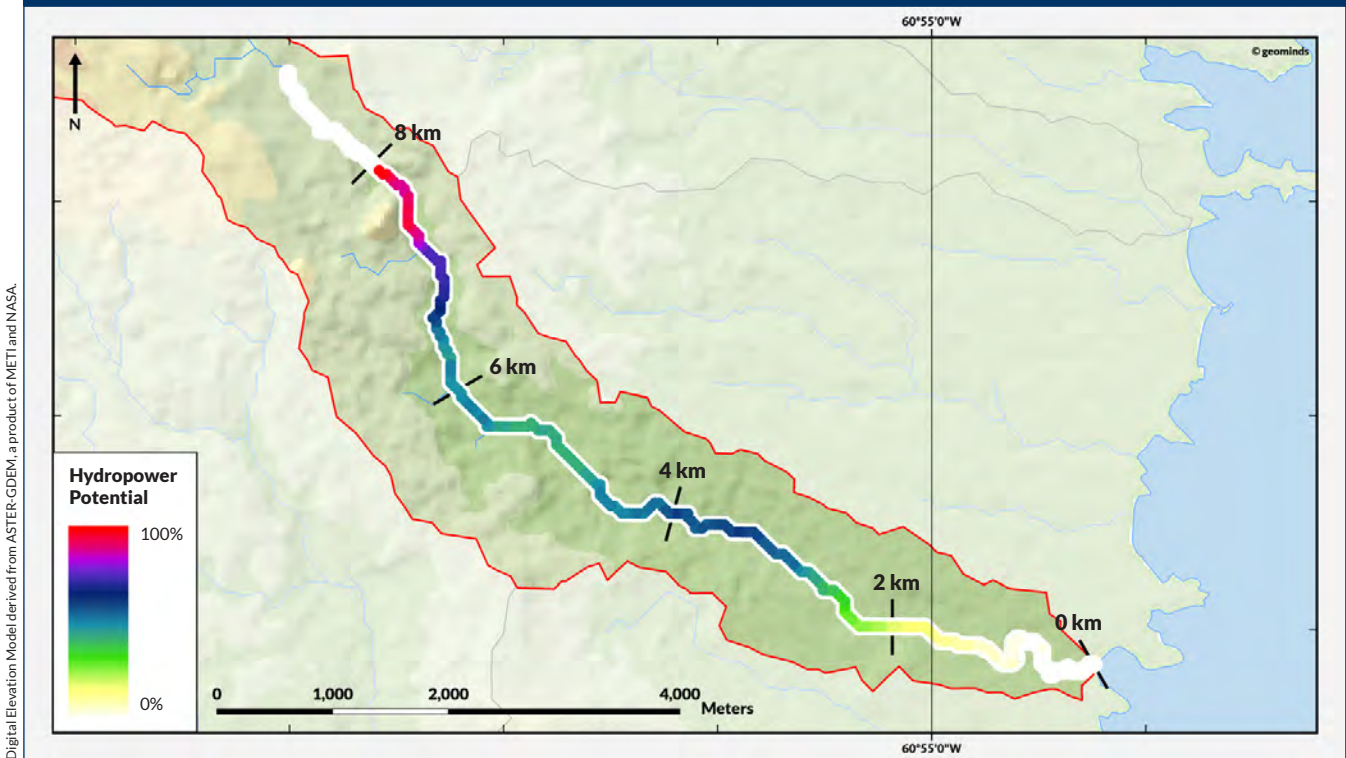 60°55'0"W
© geominds
N
8 km
6 km
4 km
2 km
0 km
Hydropower
Potential
100%
0%
0 1,000 2,000 4,000
Meters
60°55'0"W
Digital Elevation Model derived from ASTER-GDEM, a product of METI and NASA.